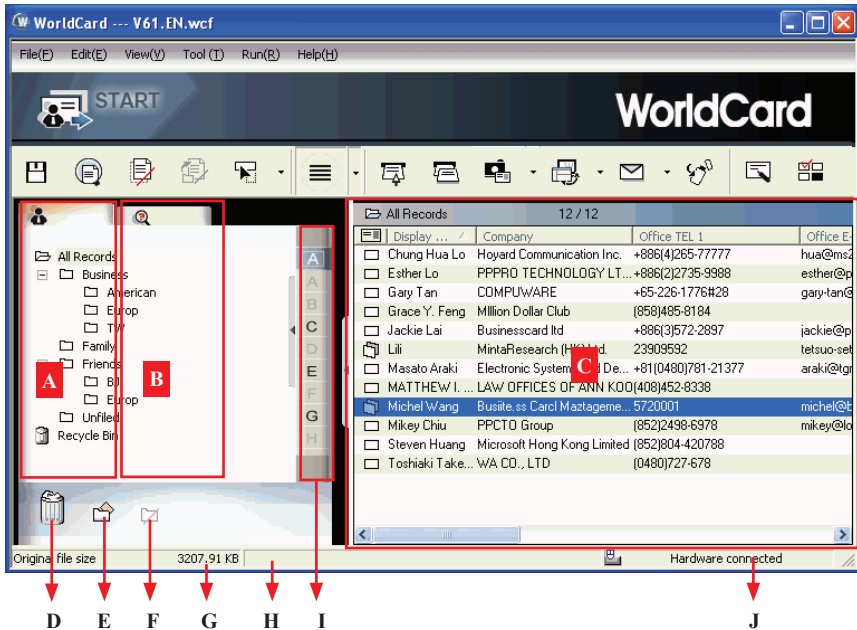 WorldCard --- V61.EN.wcf
File(F) Edit(E) View(V) Tool (T) Run(R) Help(H)
START
WorldCard
All Records 12 / 12
Display ... Company Office TEL 1 Office E-
Chung Hua Lo Hoyard Communication Inc. +886(4)265-77777 hua@ms2
Esther Lo PPPRO TECHNOLOGY LT... +886(2)2735-9988 esther@p
Gary Tan COMPUWARE +65-226-1776#28 gary-tan@
Grace Y. Feng MIllion Dollar Club (858)485-8184
Jackie Lai Businesscard ltd +886(3)572-2897 jackie@p
Lili MintaResearch (HK) Ltd. 23909592 tetsuo-set
Masato Araki Electronic System De... +81(0480)781-21377 araki@tgr
MATTHEW I. ... LAW OFFICES OF ANN KOO (408)452-8338
Michel Wang Busiite.ss Carcl Maztageme... 5720001 michel@b
Mikey Chiu PPCTO Group (852)2498-6978 mikey@lo
Steven Huang Microsoft Hong Kong Limited (852)804-420788
Toshiaki Take... WA CO., LTD (0480)727-678
All Records
Business
American
Europ
TW
Family
Friends
BJ
Europ
Unfiled
Recycle Bin
A
B
C
A
A
B
C
D
E
F
G
H
Original file size 3207.91 KB Hardware connected
D E F G H I J